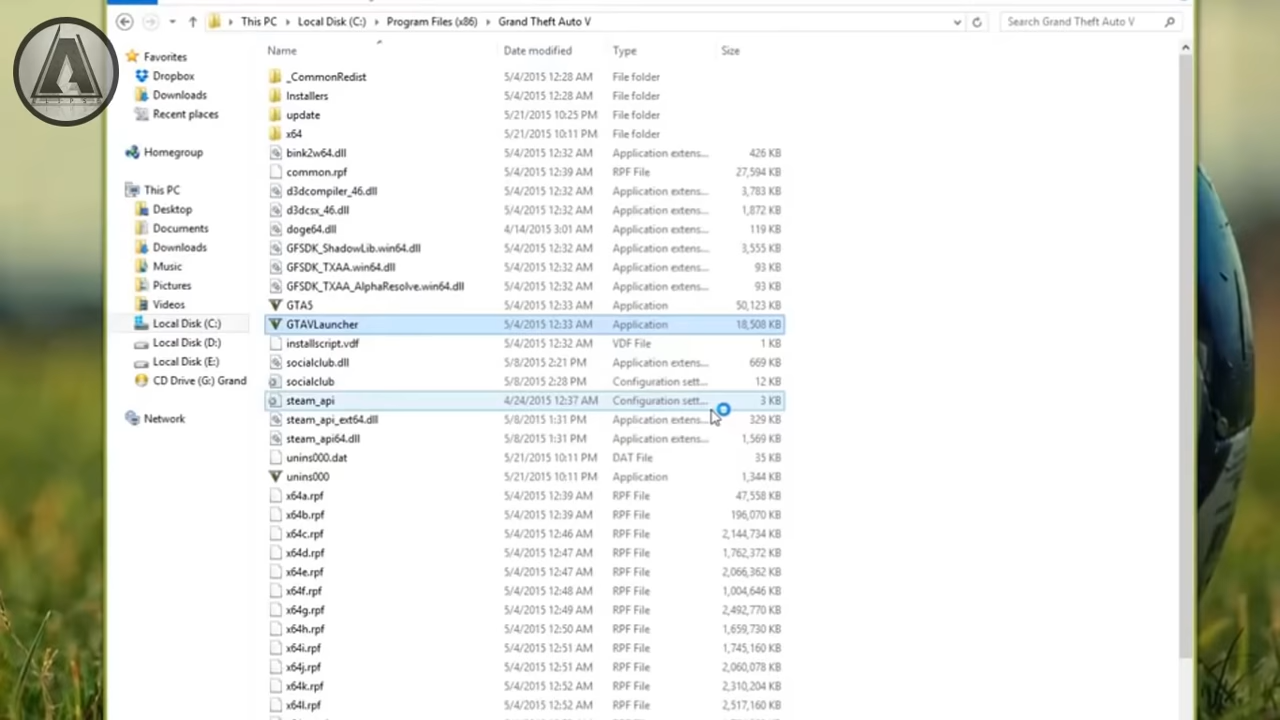 This PC Local Disk (C:) Program Files (x86) Grand Theft Auto V Search Grand Theft Auto V
Name Date modified Type Size
Favorites
Dropbox
Downloads
Recent places
Homegroup
This PC
Desktop
Documents
Downloads
Music
Pictures
Videos
Local Disk (C:)
Local Disk (D:)
Local Disk (E:)
CD Drive (G:) Grand
Network
_CommonRedist 5/4/2015 12:28 AM File folder
Installers 5/4/2015 12:28 AM File folder
update 5/21/2015 10:25 PM File folder
x64 5/21/2015 10:11 PM File folder
bink2w64.dll 5/4/2015 12:32 AM Application extens... 426 KB
common.rpf 5/4/2015 12:39 AM RPF File 27,594 KB
d3dcompiler_46.dll 5/4/2015 12:32 AM Application extens... 3,783 KB
d3dcsx_46.dll 5/4/2015 12:32 AM Application extens... 1,872 KB
doge64.dll 4/14/2015 3:01 AM Application extens... 119 KB
GFSDK_ShadowLib.win64.dll 5/4/2015 12:32 AM Application extens... 3,555 KB
GFSDK_TXAA.win64.dll 5/4/2015 12:32 AM Application extens... 93 KB
GFSDK_TXAA_AlphaResolve.win64.dll 5/4/2015 12:32 AM Application extens... 93 KB
GTA5 5/4/2015 12:33 AM Application 50,123 KB
GTAVLauncher 5/4/2015 12:33 AM Application 18,508 KB
installscript.vdf 5/4/2015 12:32 AM VDF File 1 KB
socialclub.dll 5/8/2015 2:21 PM Application extens... 669 KB
socialclub 5/8/2015 2:28 PM Configuration sett... 12 KB
steam_api 4/24/2015 12:37 AM Configuration sett... 3 KB
steam_api_ext64.dll 5/8/2015 1:31 PM Application extens... 329 KB
steam_api64.dll 5/8/2015 1:31 PM Application extens... 1,569 KB
unins000.dat 5/21/2015 10:11 PM DAT File 35 KB
unins000 5/21/2015 10:11 PM Application 1,344 KB
x64a.rpf 5/4/2015 12:39 AM RPF File 47,558 KB
x64b.rpf 5/4/2015 12:39 AM RPF File 196,070 KB
x64c.rpf 5/4/2015 12:46 AM RPF File 2,144,734 KB
x64d.rpf 5/4/2015 12:47 AM RPF File 1,762,372 KB
x64e.rpf 5/4/2015 12:47 AM RPF File 2,066,362 KB
x64f.rpf 5/4/2015 12:48 AM RPF File 1,004,646 KB
x64g.rpf 5/4/2015 12:49 AM RPF File 2,492,770 KB
x64h.rpf 5/4/2015 12:50 AM RPF File 1,659,730 KB
x64i.rpf 5/4/2015 12:51 AM RPF File 1,745,160 KB
x64j.rpf 5/4/2015 12:51 AM RPF File 2,060,078 KB
x64k.rpf 5/4/2015 12:52 AM RPF File 2,310,204 KB
x64l.rpf 5/4/2015 12:52 AM RPF File 2,517,160 KB